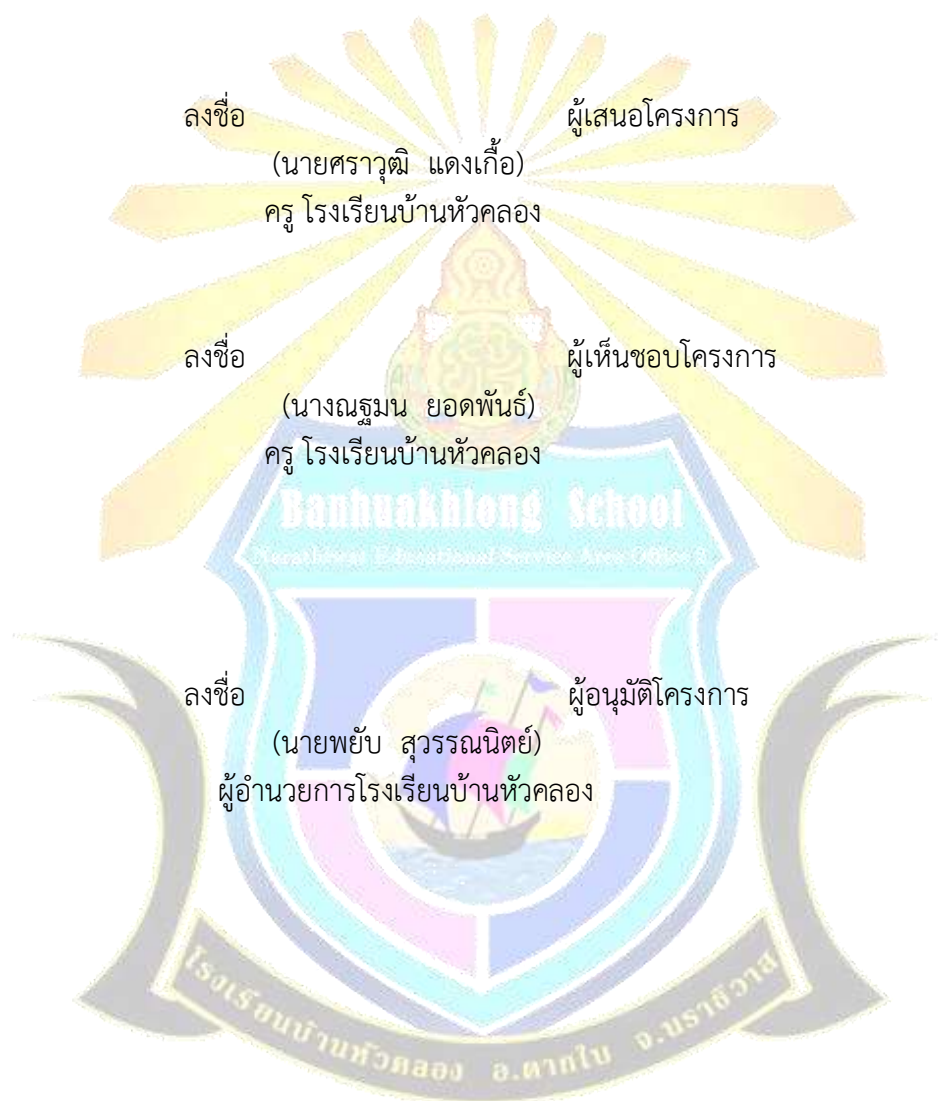 ลงชื่อ ผู้เสนอโครงการ
(นายศราวุฒิ แดงเกื้อ)
ครู โรงเรียนบ้านหัวคลอง
ลงชื่อ ผู้เห็นชอบโครงการ
(นางณฐมน ยอดพันธ์)
ครู โรงเรียนบ้านหัวคลอง
Banhuakhlong School
Narathiwat Educational Service Area Office 2
ลงชื่อ ผู้อนุมัติโครงการ
(นายพยับ สุวรรณนิตย์)
ผู้อำนวยการโรงเรียนบ้านหัวคลอง
โรงเรียนบ้านหัวคลอง อ.ตากใบ จ.นราธิวาส